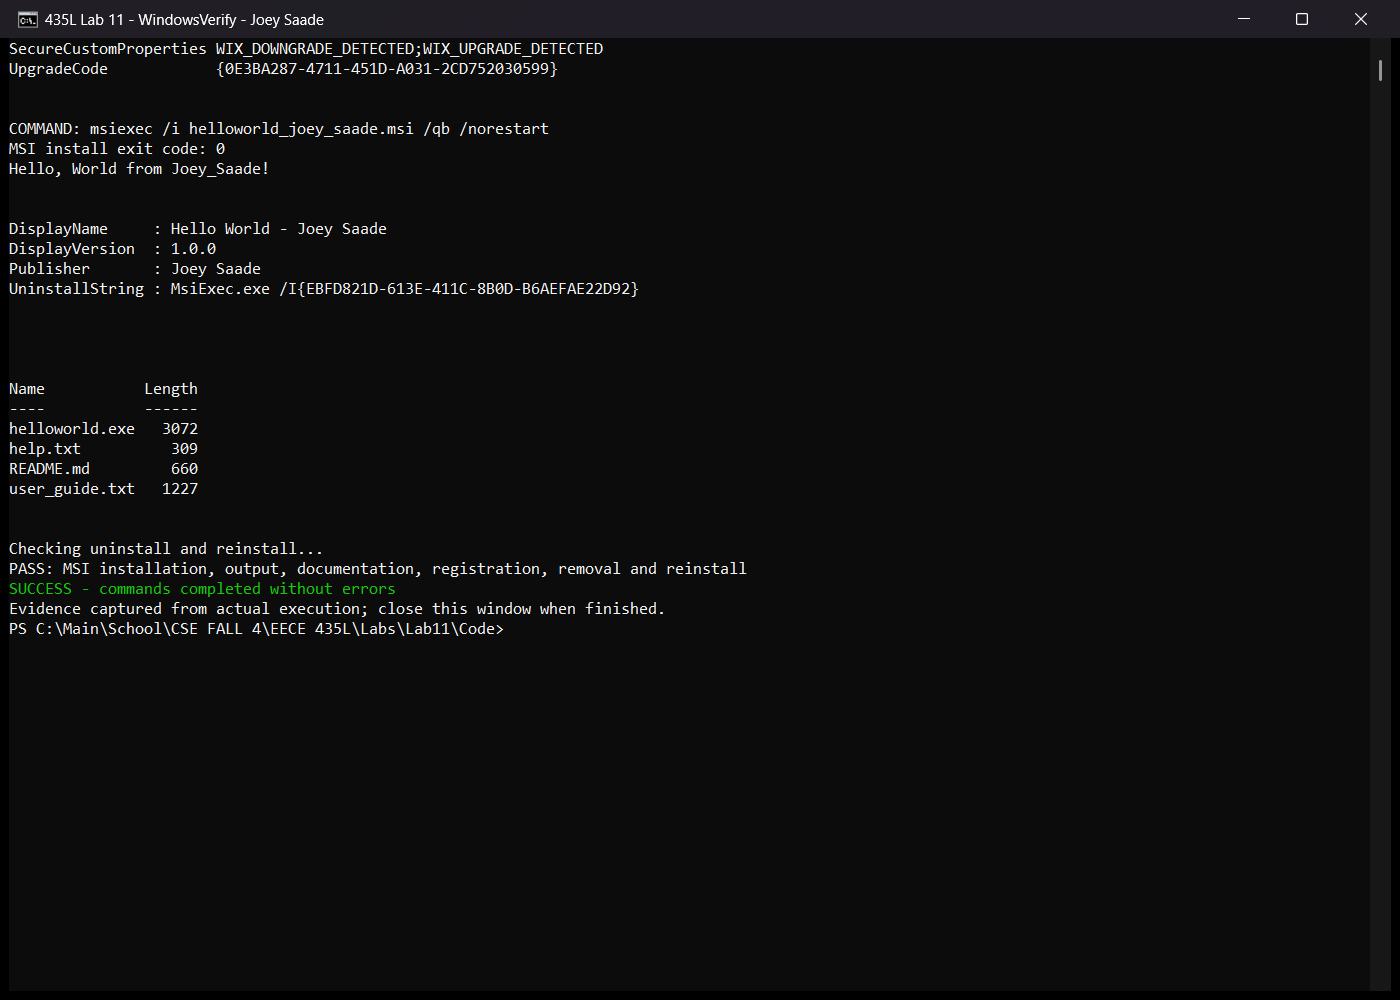 435L Lab 11 - WindowsVerify - Joey Saade
SecureCustomProperties WIX_DOWNGRADE_DETECTED;WIX_UPGRADE_DETECTED
UpgradeCode            {0E3BA287-4711-451D-A031-2CD752030599}
COMMAND: msiexec /i helloworld_joey_saade.msi /qb /norestart
MSI install exit code: 0
Hello, World from Joey_Saade!
DisplayName     : Hello World - Joey Saade
DisplayVersion  : 1.0.0
Publisher       : Joey Saade
UninstallString : MsiExec.exe /I{EBFD821D-613E-411C-8B0D-B6AEFAE22D92}
Name           Length
----           ------
helloworld.exe   3072
help.txt          309
README.md         660
user_guide.txt   1227
Checking uninstall and reinstall...
PASS: MSI installation, output, documentation, registration, removal and reinstall
SUCCESS - commands completed without errors
Evidence captured from actual execution; close this window when finished.
PS C:\Main\School\CSE FALL 4\EECE 435L\Labs\Lab11\Code>